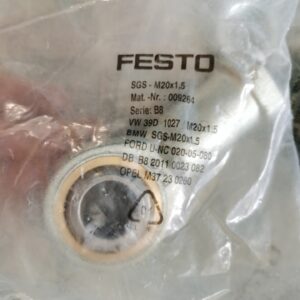 FESTO
SGS - M20x1.5
Mat.-Nr.: 009264
Serie: B8
VW 39D 1027 M20x1.5
BMW SGS-M20x1.5
FORD U-NC 020-05-080
DB B8 2011 0023 082
OPEL M37 23 0260